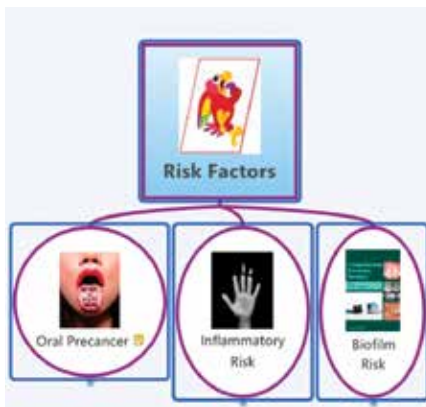 Risk Factors
Oral Precancer
Inflammatory
Risk
Biofilm
Risk